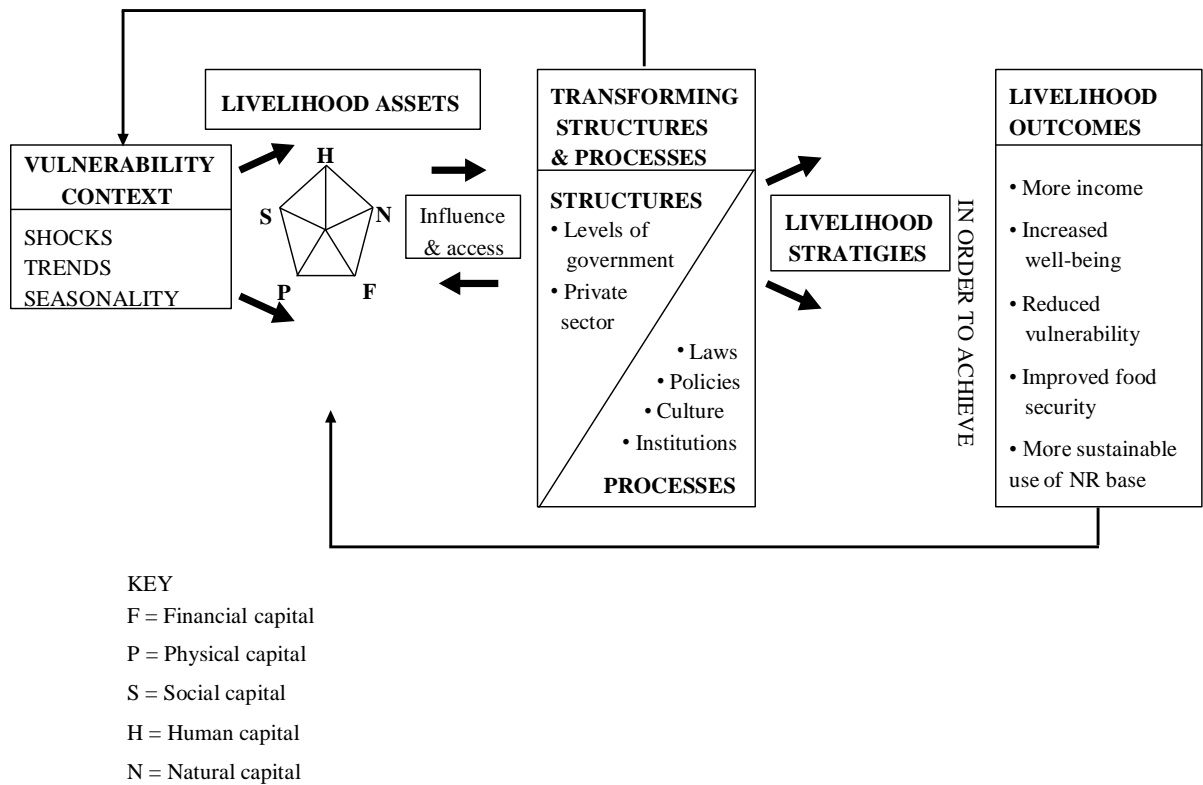 LIVELIHOOD ASSETS
VULNERABILITY
CONTEXT
SHOCKS
TRENDS
SEASONALITY
H
S
N
P
F
Influence
& access
TRANSFORMING
STRUCTURES
& PROCESSES
STRUCTURES
• Levels of
government
• Private
sector
• Laws
• Policies
• Culture
• Institutions
PROCESSES
LIVELIHOOD
STRATIGIES
IN ORDER TO ACHIEVE
LIVELIHOOD
OUTCOMES
• More income
• Increased
well-being
• Reduced
vulnerability
• Improved food
security
• More sustainable
use of NR base
KEY
F = Financial capital
P = Physical capital
S = Social capital
H = Human capital
N = Natural capital